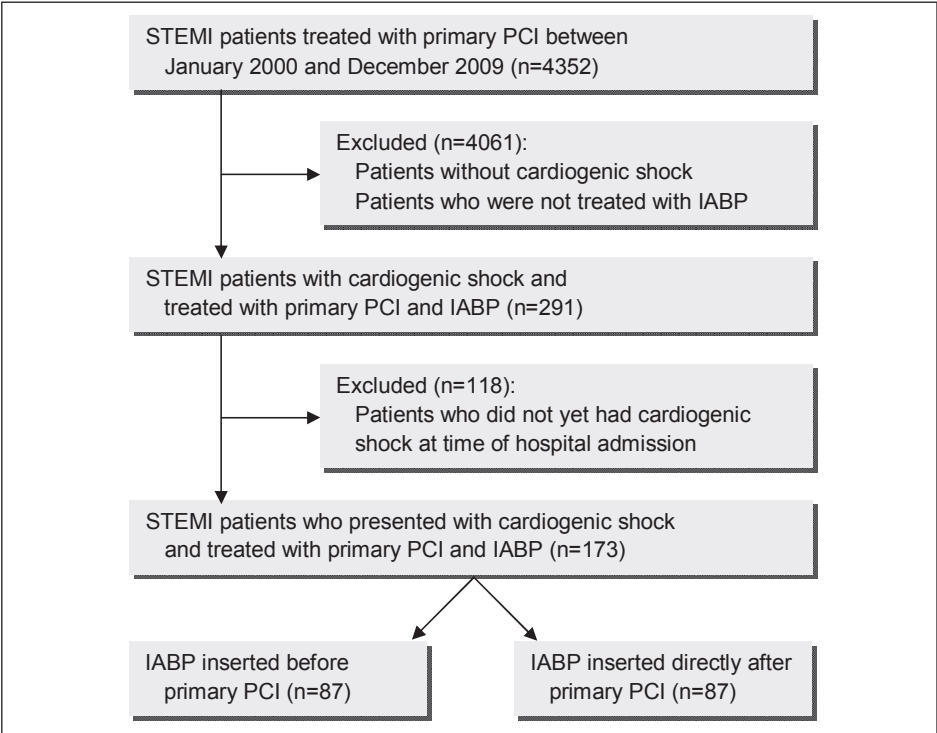 STEMI patients treated with primary PCI between
January 2000 and December 2009 (n=4352)
Excluded (n=4061):
Patients without cardiogenic shock
Patients who were not treated with IABP
STEMI patients with cardiogenic shock and
treated with primary PCI and IABP (n=291)
Excluded (n=118):
Patients who did not yet had cardiogenic
shock at time of hospital admission
STEMI patients who presented with cardiogenic shock
and treated with primary PCI and IABP (n=173)
IABP inserted before
primary PCI (n=87)
IABP inserted directly after
primary PCI (n=87)